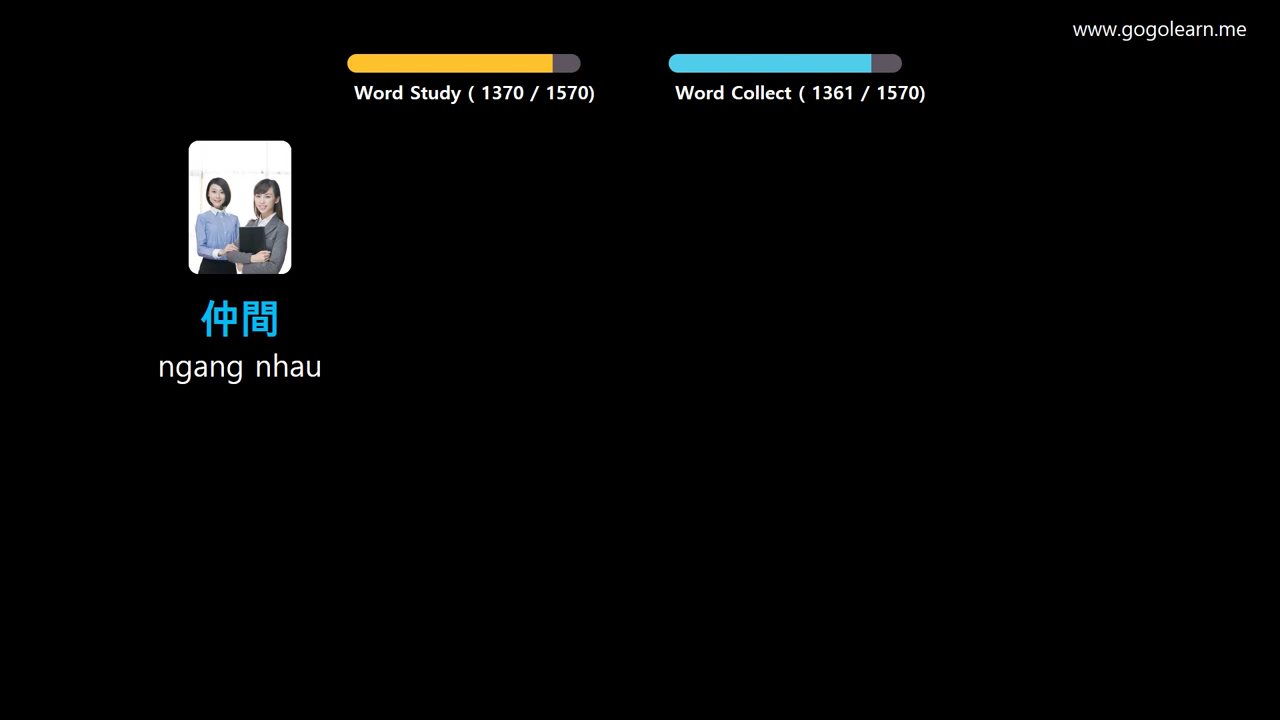 www.gogolearn.me
Word Study ( 1370 / 1570)
Word Collect ( 1361 / 1570)
仲間
ngang nhau